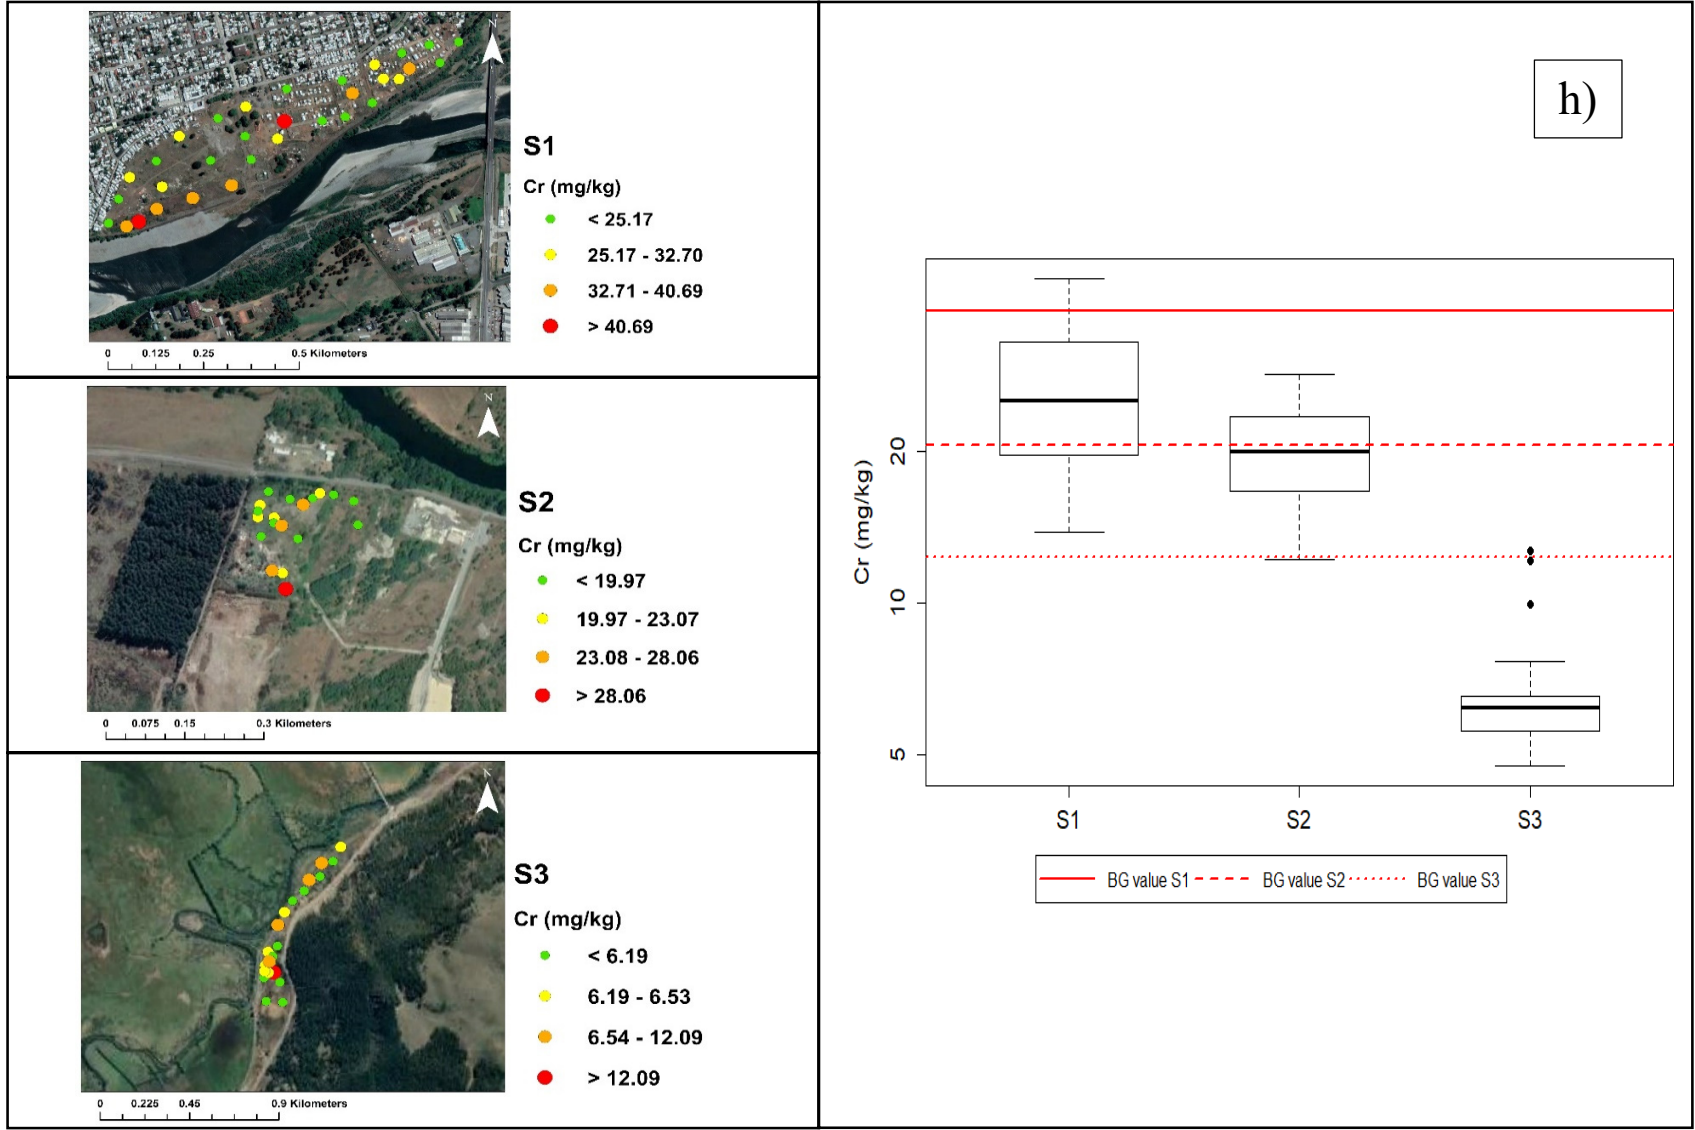 N
S1
Cr (mg/kg)
< 25.17
25.17 - 32.70
32.71 - 40.69
> 40.69
0 0.125 0.25 0.5 Kilometers
N
S2
Cr (mg/kg)
< 19.97
19.97 - 23.07
23.08 - 28.06
> 28.06
0 0.075 0.15 0.3 Kilometers
N
S3
Cr (mg/kg)
< 6.19
6.19 - 6.53
6.54 - 12.09
> 12.09
0 0.225 0.45 0.9 Kilometers
h)
Cr (mg/kg)
20
10
5
S1 S2 S3
BG value S1 BG value S2 BG value S3